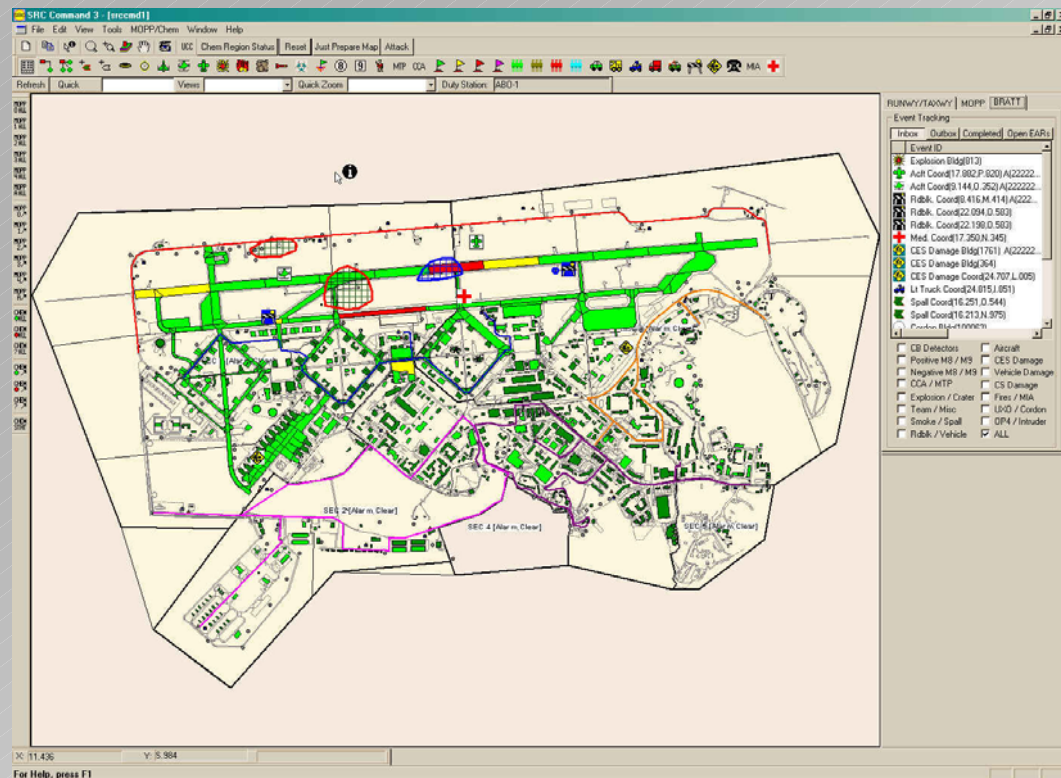 SRC Command 3 - [srccmd1]
File Edit View Tools MOPP/Chem Window Help
UCC Chem Region Status Reset Just Prepare Map Attack
8 9 MTP CCA MIA
Refresh Quick Views Quick Zoom Duty Station: ABO-1
RUNWY/TAXWY MOPP BRATT
Event Tracking
Inbox Outbox Completed Open EARs
Event ID
Explosion Bldg(813)
Acft Coord(17.882,P.820) A(22222...
Acft Coord(9.144,O.352) A(222222...
Rdblk. Coord(8.416,M.414) A(222...
Rdblk. Coord(22.094,O.583)
Rdblk. Coord(22.198,O.583)
Med. Coord(17.350,N.345)
CES Damage Bldg(1761) A(22222...
CES Damage Bldg(364)
CES Damage Coord(24.707,L.005)
Lt Truck Coord(24.815,I.851)
Spall Coord(16.251,O.544)
Spall Coord(16.213,N.975)
Cordon Bldg(100063)
CB Detectors Aircraft
Positive M8 / M9 CES Damage
Negative M8 / M9 Vehicle Damage
CCA / MTP CS Damage
Explosion / Crater Fires / MIA
Team / Misc UXO / Cordon
Smoke / Spall OP4 / Intruder
Rdblk / Vehicle ALL
SEC 2 [Alarm, Clear]
SEC 4 [Alarm, Clear]
X: 11.436 Y: S.984
For Help, press F1